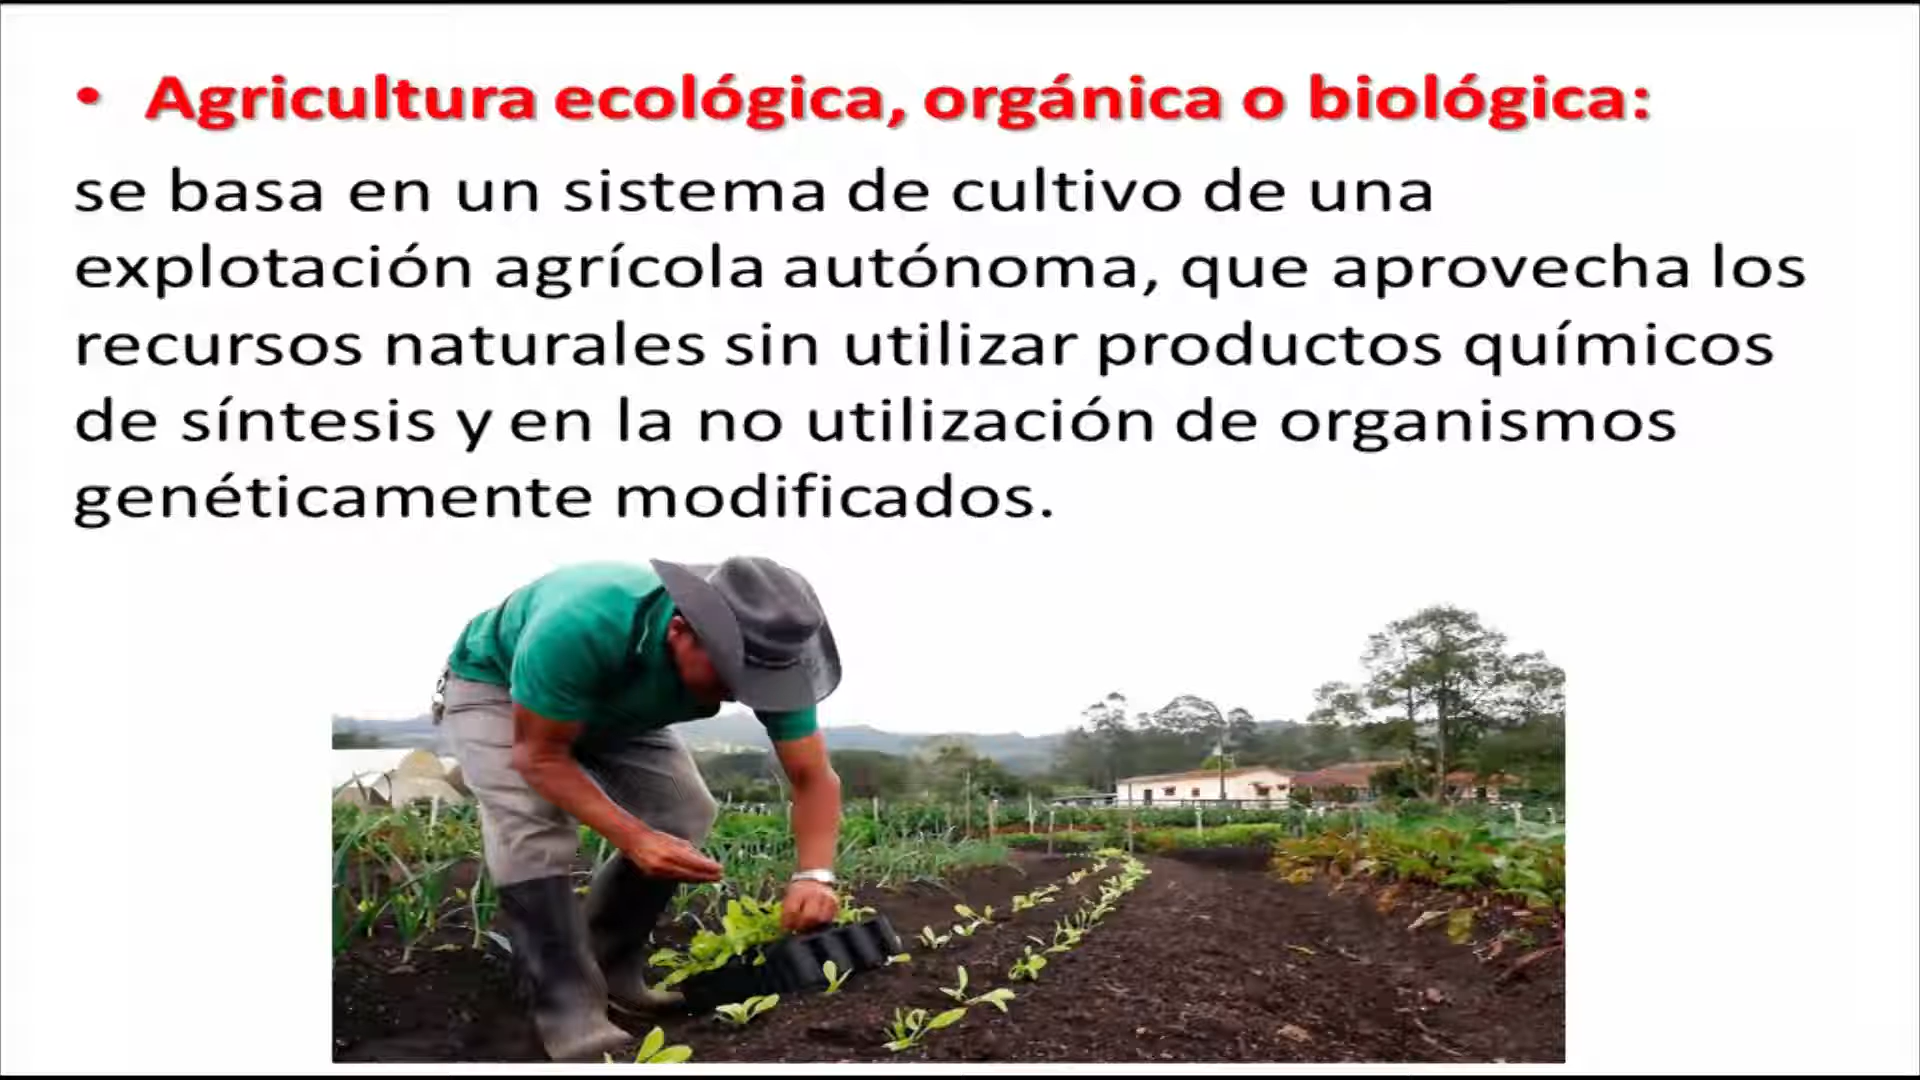 • Agricultura ecológica, orgánica o biológica:
se basa en un sistema de cultivo de una
explotación agrícola autónoma, que aprovecha los
recursos naturales sin utilizar productos químicos
de síntesis y en la no utilización de organismos
genéticamente modificados.